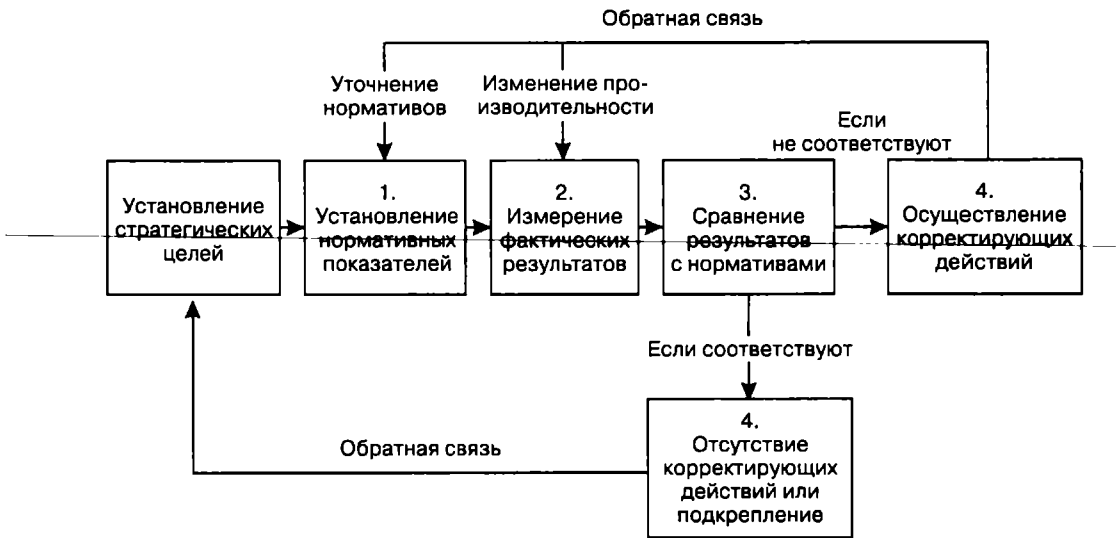 Обратная связь
Уточнение
нормативов
Изменение про-
изводительности
Если
не соответствуют
Установление
стратегических
целей
1.
Установление
нормативных
показателей
2.
Измерение
фактических
результатов
3.
Сравнение
результатов
с нормативами
4.
Осуществление
корректирующих
действий
Если соответствуют
Обратная связь
4.
Отсутствие
корректирующих
действий или
подкрепление